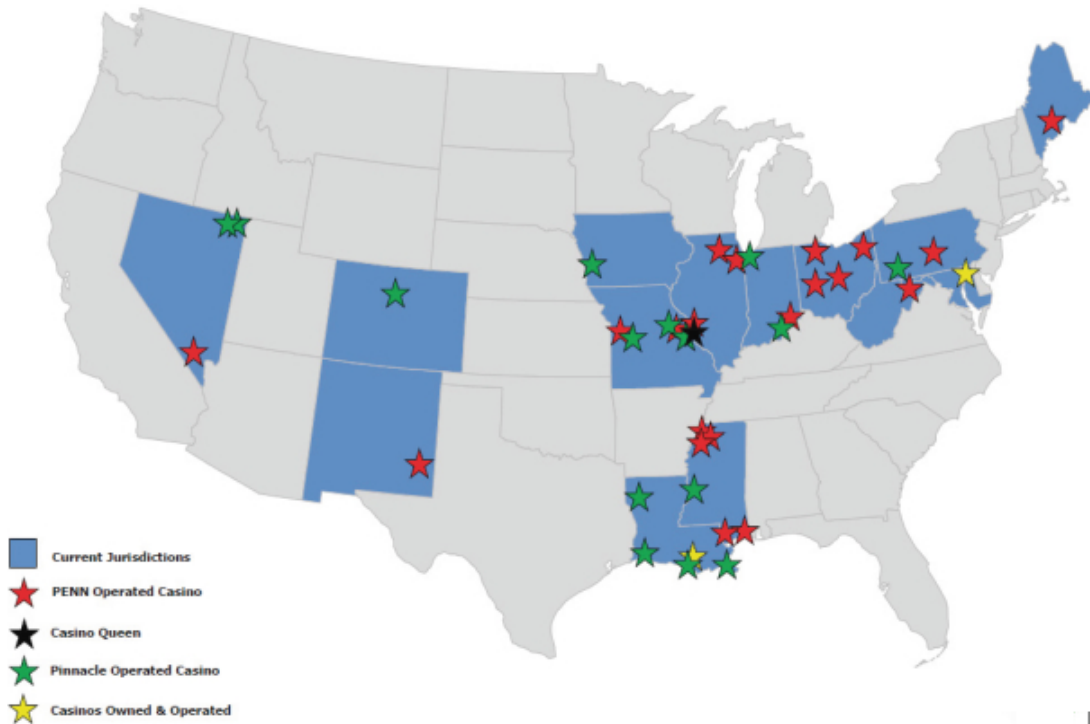 Current Jurisdictions
PENN Operated Casino
Casino Queen
Pinnacle Operated Casino
Casinos Owned & Operated